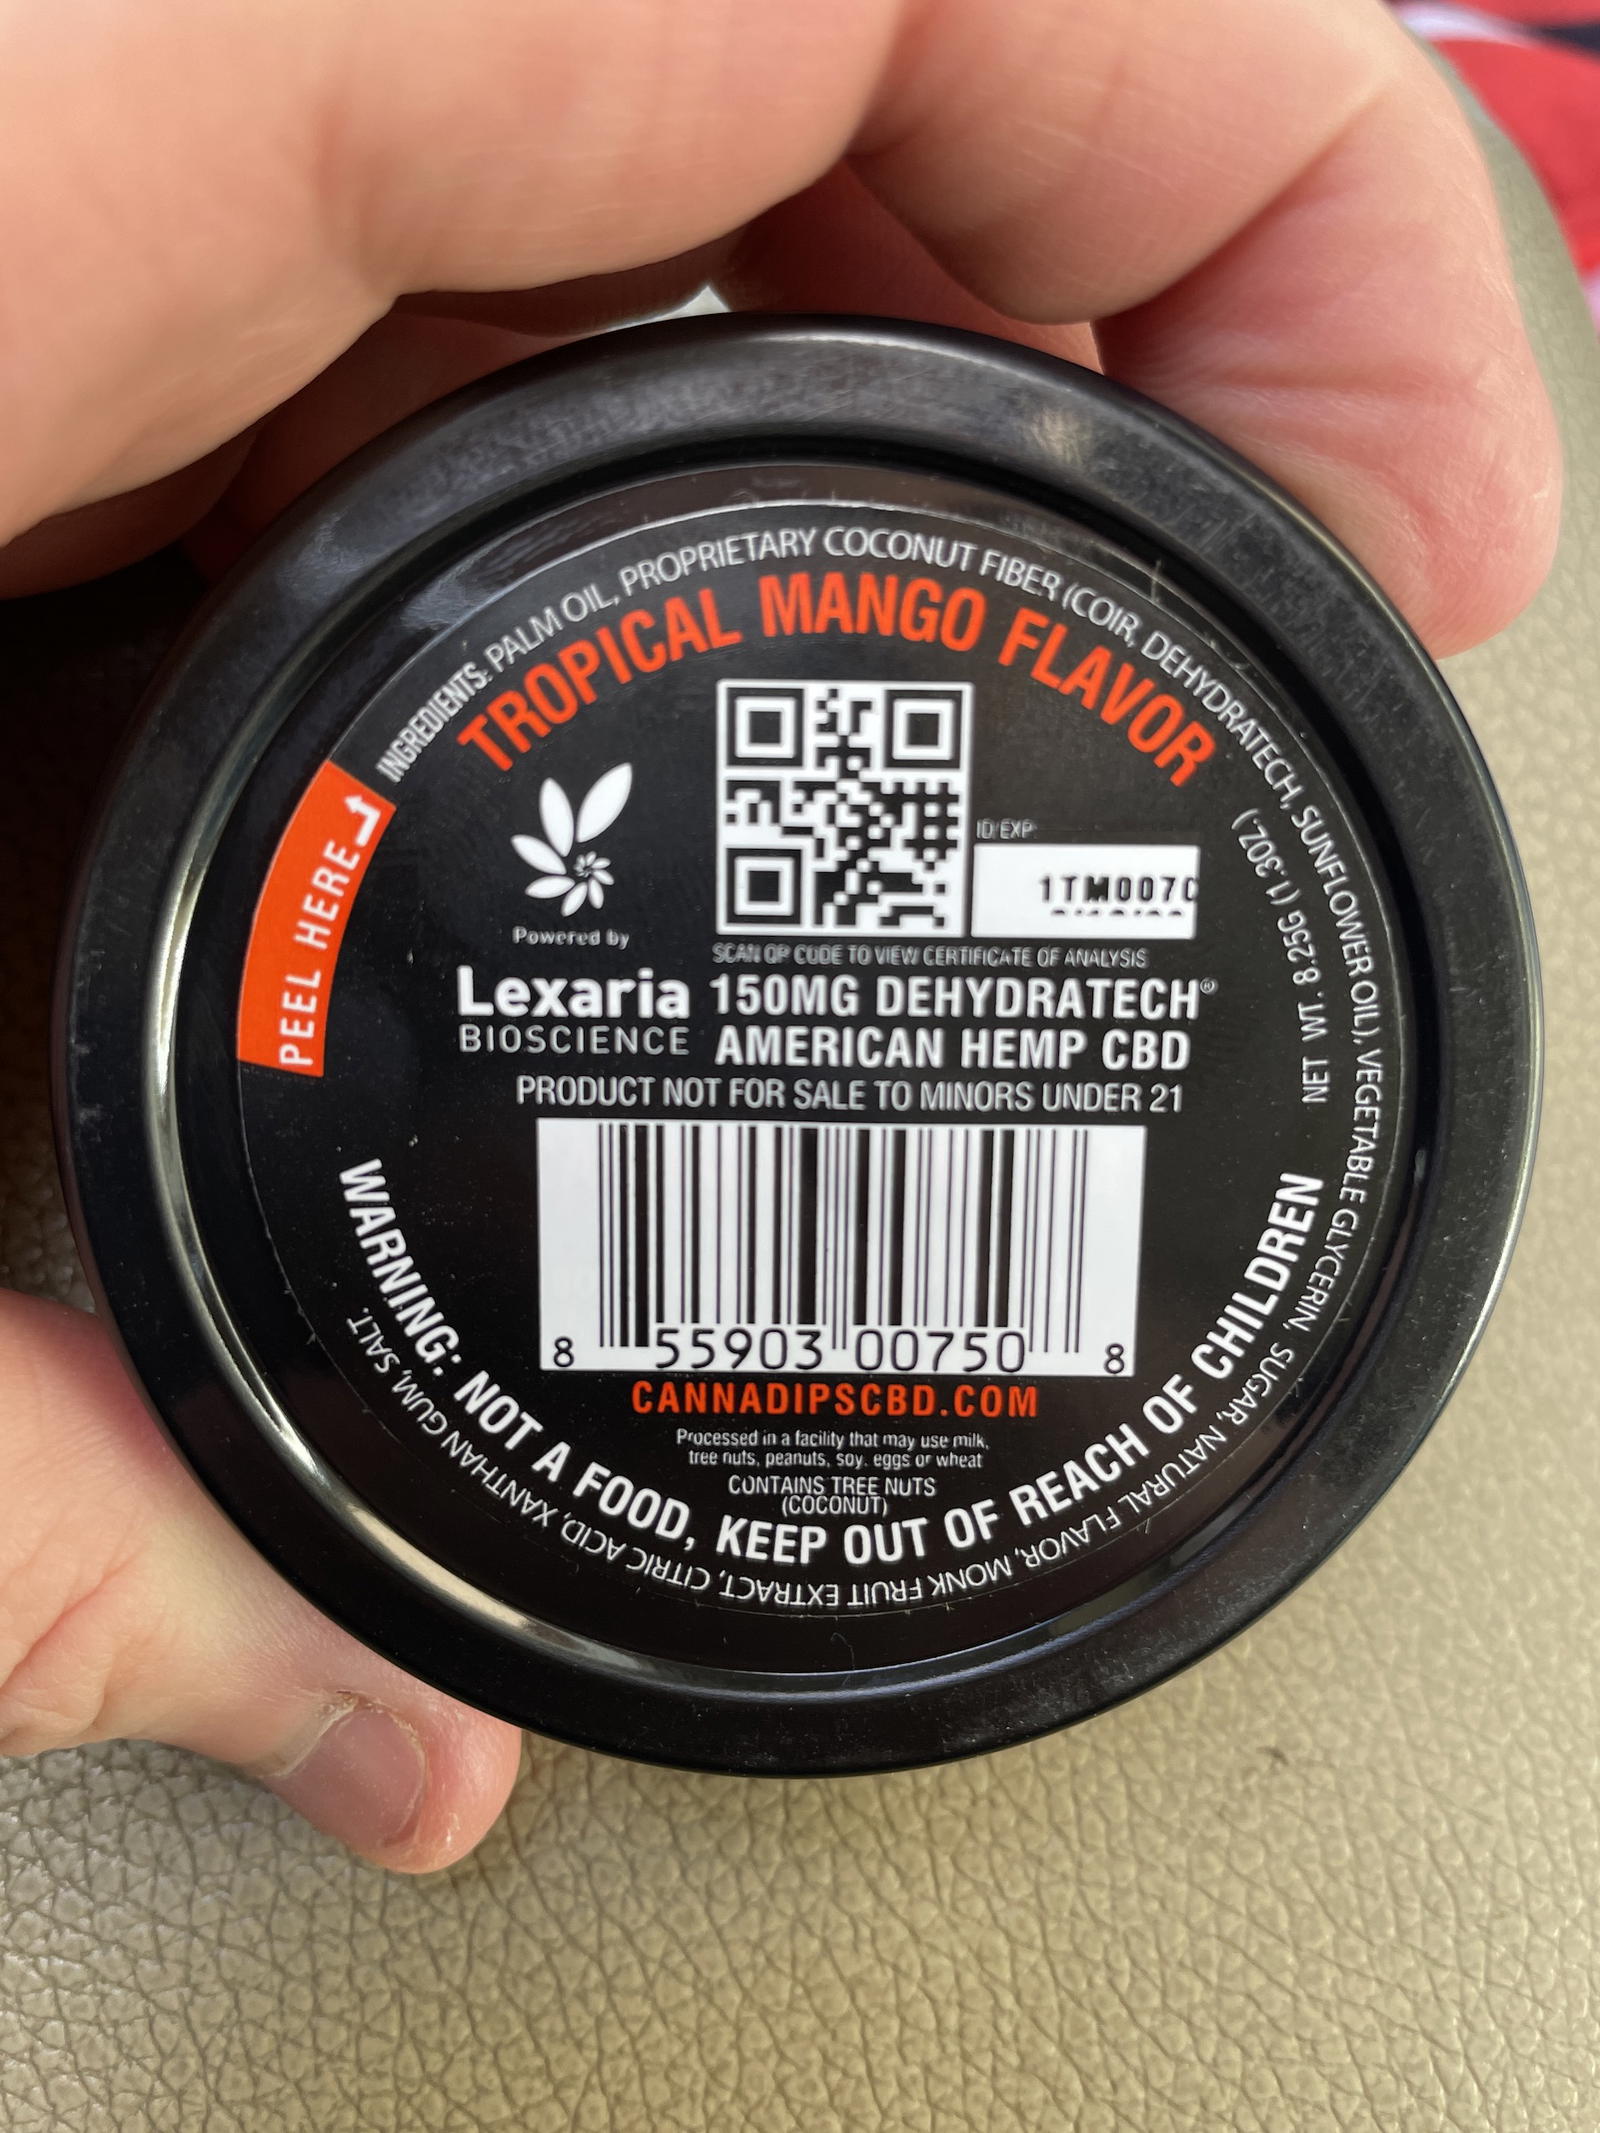 PEEL HERE
INGREDIENTS: PALM OIL, PROPRIETARY COCONUT FIBER (COIR, DEHYDRATECH, SUNFLOWER OIL), VEGETABLE GLYCERIN, SUGAR, NATURAL FLAVOR, MONK FRUIT EXTRACT, CITRIC ACID, XANTHAN GUM, SALT.
TROPICAL MANGO FLAVOR
NET WT. 8.25G (1.3OZ.)
ID/EXP:
1TM007
SCAN QR CODE TO VIEW CERTIFICATE OF ANALYSIS
Powered by
Lexaria
BIOSCIENCE
150MG DEHYDRATECH®
AMERICAN HEMP CBD
PRODUCT NOT FOR SALE TO MINORS UNDER 21
8 55903 00750 8
CANNADIPSCBD.COM
Processed in a facility that may use milk,
tree nuts, peanuts, soy, eggs or wheat
CONTAINS TREE NUTS
(COCONUT)
WARNING: NOT A FOOD, KEEP OUT OF REACH OF CHILDREN